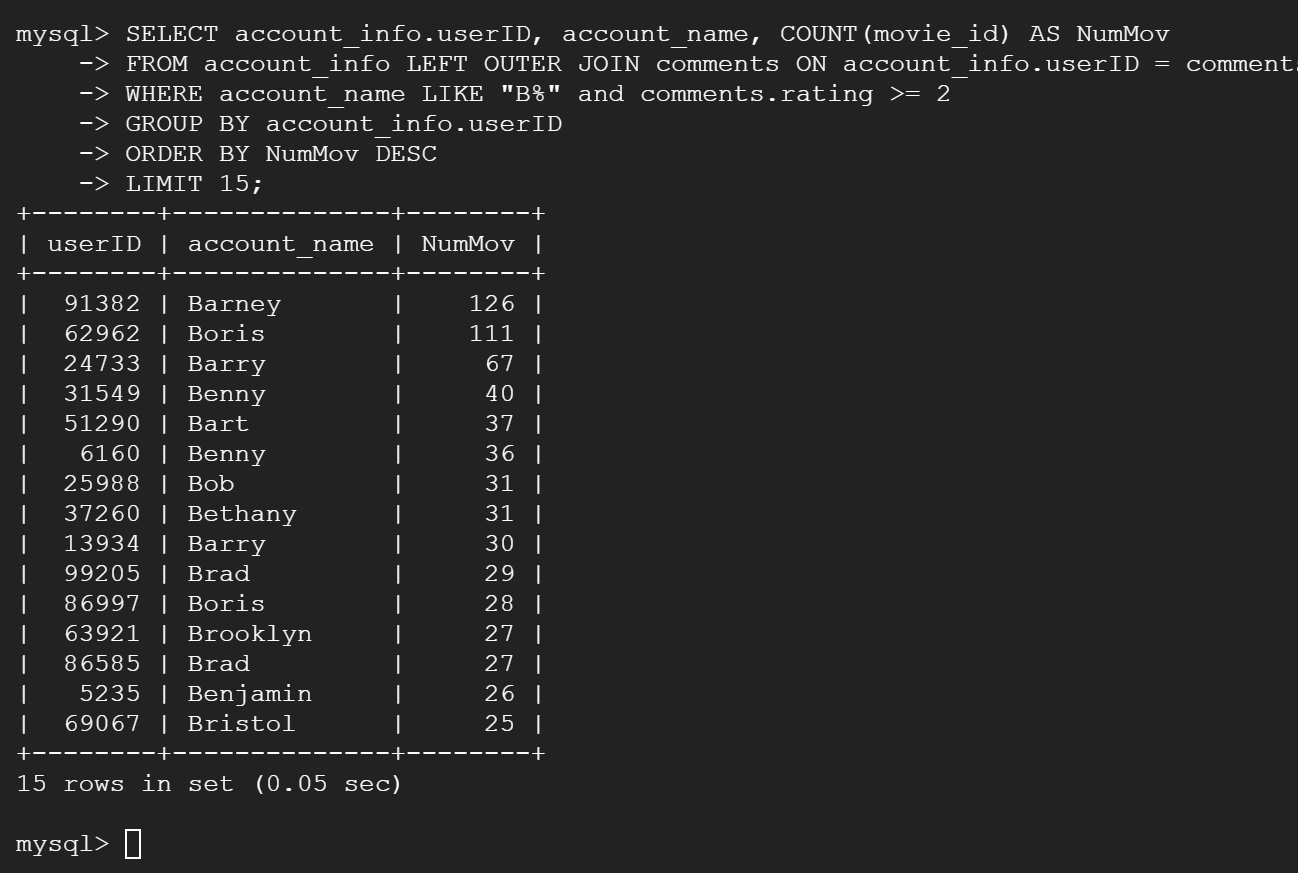 mysql> SELECT account_info.userID, account_name, COUNT(movie_id) AS NumMov
    -> FROM account_info LEFT OUTER JOIN comments ON account_info.userID = comments
    -> WHERE account_name LIKE "B%" and comments.rating >= 2
    -> GROUP BY account_info.userID
    -> ORDER BY NumMov DESC
    -> LIMIT 15;
+--------+--------------+--------+
| userID | account_name | NumMov |
+--------+--------------+--------+
|  91382 | Barney       |    126 |
|  62962 | Boris        |    111 |
|  24733 | Barry        |     67 |
|  31549 | Benny        |     40 |
|  51290 | Bart         |     37 |
|   6160 | Benny        |     36 |
|  25988 | Bob          |     31 |
|  37260 | Bethany      |     31 |
|  13934 | Barry        |     30 |
|  99205 | Brad         |     29 |
|  86997 | Boris        |     28 |
|  63921 | Brooklyn     |     27 |
|  86585 | Brad         |     27 |
|   5235 | Benjamin     |     26 |
|  69067 | Bristol      |     25 |
+--------+--------------+--------+
15 rows in set (0.05 sec)
mysql>